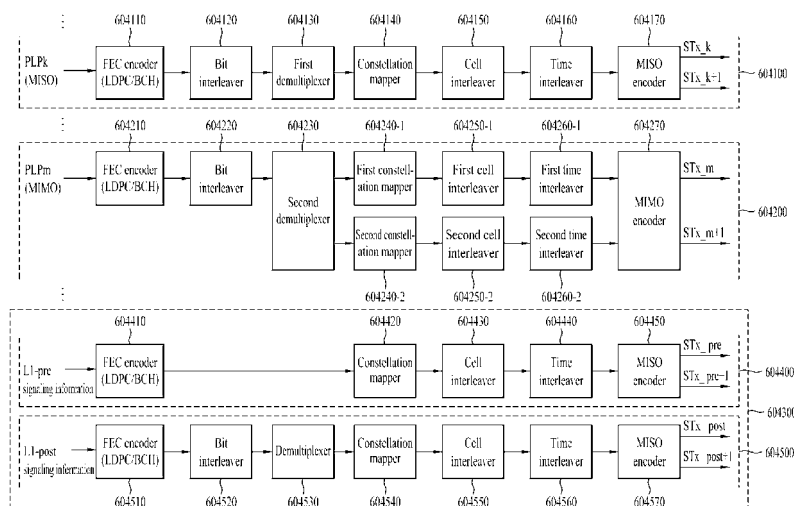 604110 604120 604130 604140 604150 604160 604170
PLPk
(MISO)
FEC encoder
(LDPC/BCH)
Bit
interleaver
First
demultiplexer
Constellation
mapper
Cell
interleaver
Time
interleaver
MISO
encoder
STx_k
STx_k+1
604100
604210 604220 604230 604240-1 604250-1 604260-1 604270
PLPm
(MIMO)
FEC encoder
(LDPC/BCH)
Bit
interleaver
Second
demultiplexer
First constell-
ation mapper
First cell
interleaver
First time
interleaver
MIMO
encoder
STx_m
Second constell-
ation mapper
Second cell
interleaver
Second time
interleaver
STx_m+1
604200
604240-2 604250-2 604260-2
604410 604420 604430 604440 604450
L1-pre
signaling information
FEC encoder
(LDPC/BCH)
Constellation
mapper
Cell
interleaver
Time
interleaver
MISO
encoder
STx_pre
STx_pre+1
604400
604300
L1-post
signaling information
FEC encoder
(LDPC/BCH)
Bit
interleaver
Demultiplexer
Constellation
mapper
Cell
interleaver
Time
interleaver
MISO
encoder
STx_post
STx_post+1
604500
604510 604520 604530 604540 604550 604560 604570